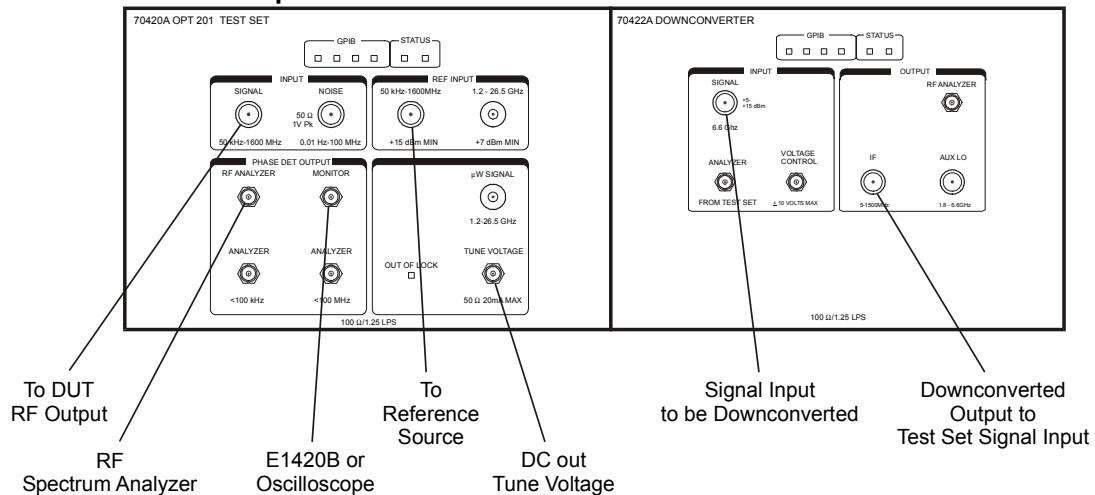 70420A OPT 201 TEST SET
GPIB
STATUS
INPUT
SIGNAL
NOISE
50 Ω
1V Pk
50 kHz-1600 MHz
0.01 Hz-100 MHz
REF INPUT
50 kHz-1600MHz
1.2 - 26.5 GHz
+15 dBm MIN
+7 dBm MIN
PHASE DET OUTPUT
RF ANALYZER
MONITOR
ANALYZER
ANALYZER
<100 kHz
<100 MHz
µW SIGNAL
1.2-26.5 GHz
OUT OF LOCK
TUNE VOLTAGE
50 Ω 20mA MAX
100 Ω/1.25 LPS
70422A DOWNCONVERTER
GPIB
STATUS
INPUT
SIGNAL
+5-
+15 dBm
6.6 Ghz
ANALYZER
VOLTAGE
CONTROL
FROM TEST SET
± 10 VOLTS MAX
OUTPUT
RF ANALYZER
IF
AUX LO
5-1500MHz
1.8 - 6.6GHz
100 Ω/1.25 LPS
To DUT
RF Output
RF
Spectrum Analyzer
E1420B or
Oscilloscope
To
Reference
Source
DC out
Tune Voltage
Signal Input
to be Downconverted
Downconverted
Output to
Test Set Signal Input